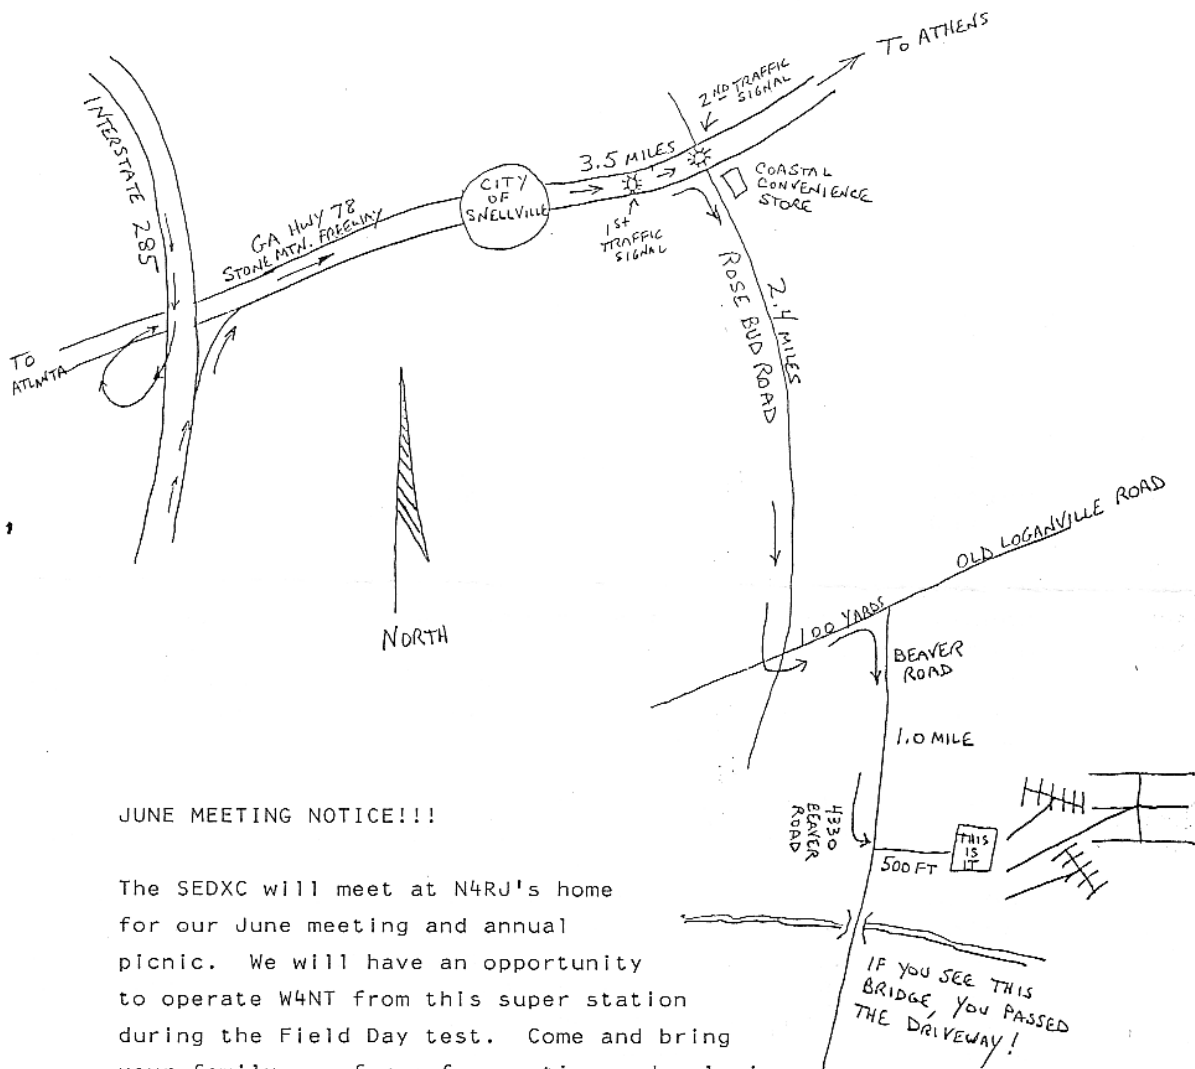 TO ATHENS
2ND TRAFFIC
SIGNAL
INTERSTATE 285
3.5 MILES
CITY
OF
SNELLVILLE
COASTAL
CONVENIENCE
STORE
1st
TRAFFIC
SIGNAL
GA HWY 78
STONE MTN. FREEWAY
ROSE BUD ROAD
2.4 MILES
TO
ATLANTA
NORTH
OLD LOGANVILLE ROAD
100 YARDS
BEAVER
ROAD
1.0 MILE
4330
BEAVER
ROAD
THIS
IS
IT
500 FT
IF YOU SEE THIS
BRIDGE, YOU PASSED
THE DRIVEWAY!
JUNE MEETING NOTICE!!!
The SEDXC will meet at N4RJ's home
for our June meeting and annual
picnic. We will have an opportunity
to operate W4NT from this super station
during the Field Day test. Come and bring